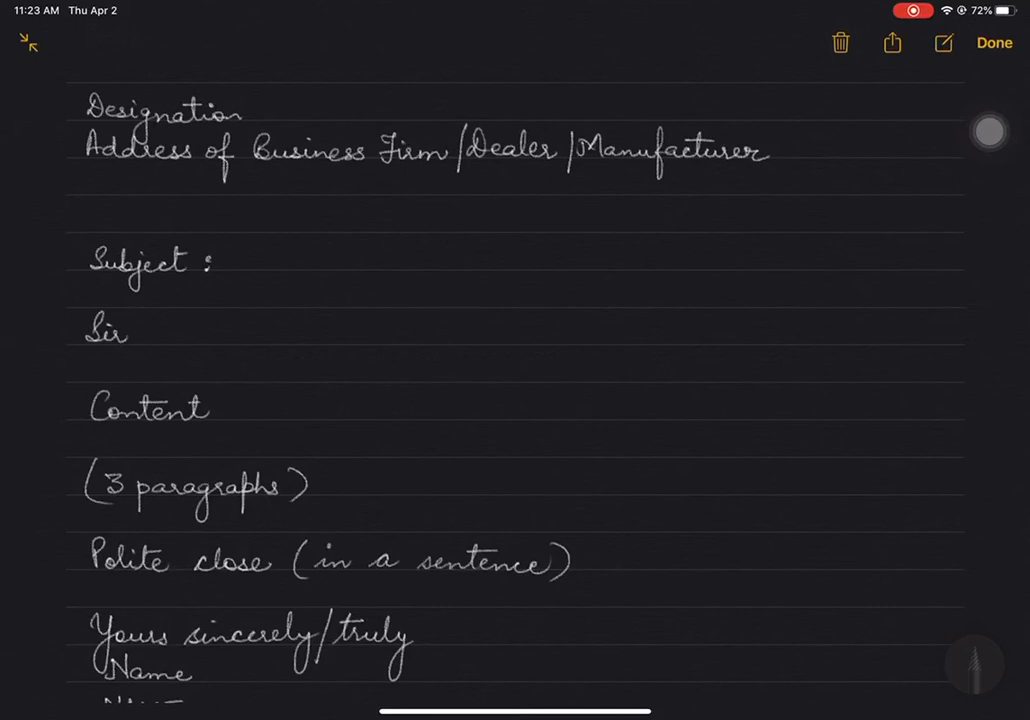 11:23 AM Thu Apr 2
72%
Done
Designation
Address of Business Firm/Dealer/Manufacturer
Subject :
Sir
Content
(3 paragraphs)
Polite close (in a sentence)
Yours sincerely/truly
Name